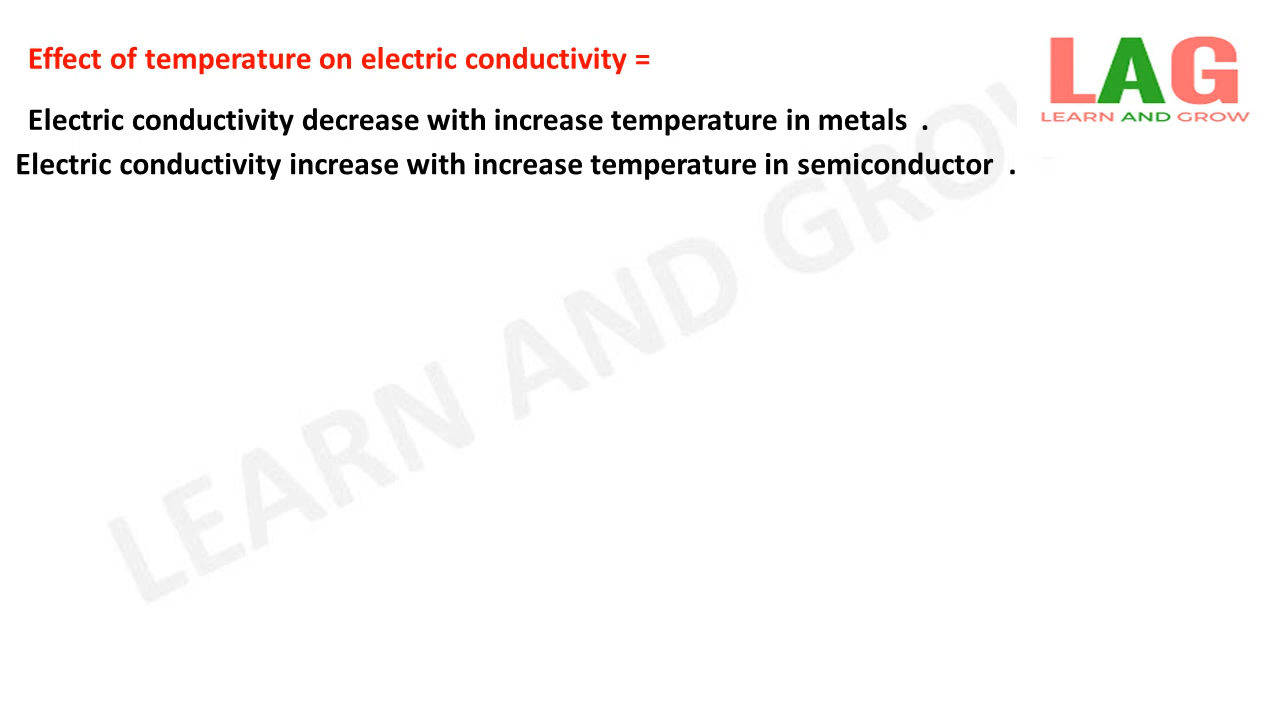 Effect of temperature on electric conductivity =
LAG
LEARN AND GROW
Electric conductivity decrease with increase temperature in metals .
Electric conductivity increase with increase temperature in semiconductor .
LEARN AND GROW